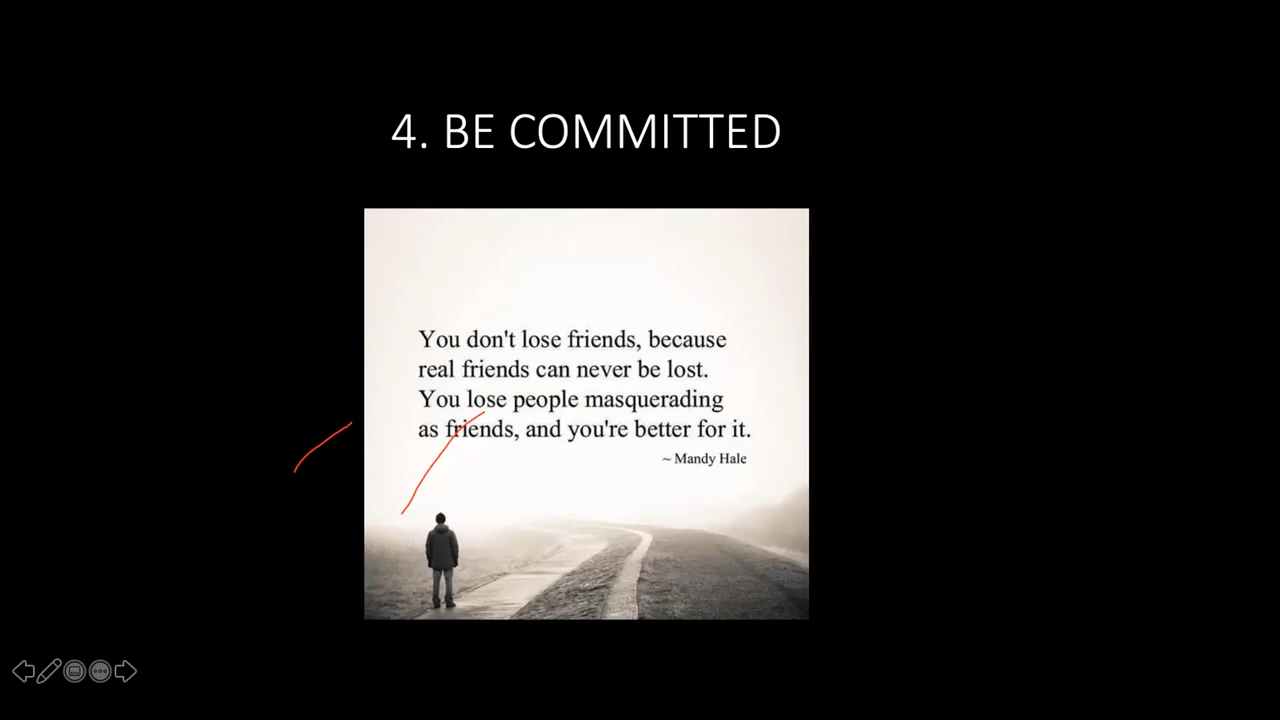 4. BE COMMITTED
You don't lose friends, because
real friends can never be lost.
You lose people masquerading
as friends, and you're better for it.
~ Mandy Hale